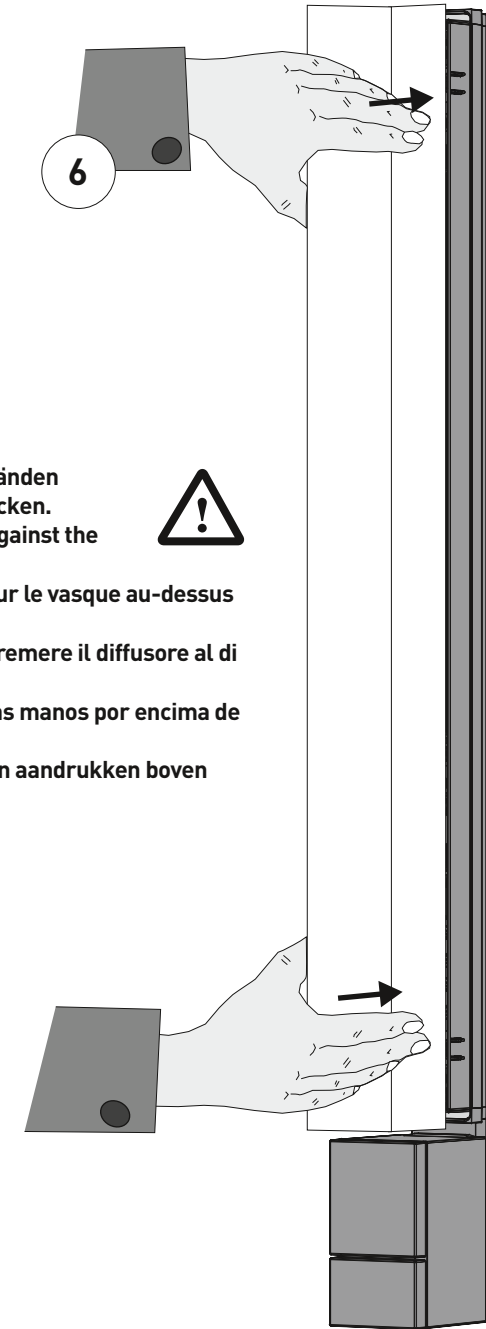 6
änden
cken.
gainst the
ur le vasque au-dessus
remere il diffusore al di
as manos por encima de
n aandrukken boven